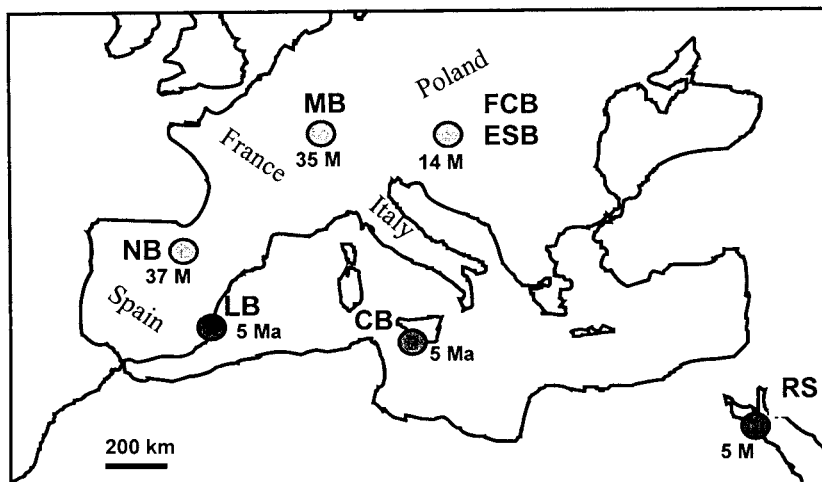 Poland
MB
FCB
ESB
35 M
14 M
France
Italy
NB
37 M
Spain
LB
5 Ma
CB
5 Ma
RS
5 M
200 km